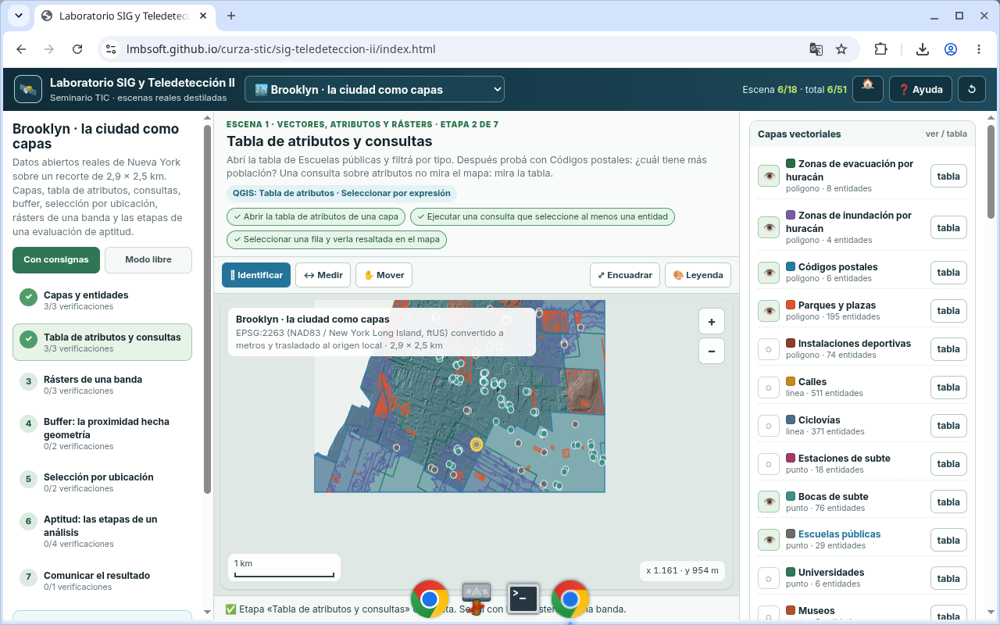 Laboratorio SIG y Teledetecc
lmbsoft.github.io/curza-stic/sig-teledeteccion-ii/index.html
Laboratorio SIG y Teledetección II
Seminario TIC · escenas reales destiladas
Brooklyn · la ciudad como capas
Escena 6/18 · total 6/51
Ayuda
Brooklyn · la ciudad como
capas
Datos abiertos reales de Nueva York
sobre un recorte de 2,9 × 2,5 km.
Capas, tabla de atributos, consultas,
buffer, selección por ubicación,
rásters de una banda y las etapas de
una evaluación de aptitud.
Con consignas
Modo libre
Capas y entidades
3/3 verificaciones
Tabla de atributos y consultas
3/3 verificaciones
3
Rásters de una banda
0/3 verificaciones
4
Buffer: la proximidad hecha
geometría
0/2 verificaciones
5
Selección por ubicación
0/2 verificaciones
6
Aptitud: las etapas de un
análisis
0/4 verificaciones
7
Comunicar el resultado
0/1 verificaciones
ESCENA 1 · VECTORES, ATRIBUTOS Y RÁSTERS · ETAPA 2 DE 7
Tabla de atributos y consultas
Abrí la tabla de Escuelas públicas y filtrá por tipo. Después probá con Códigos postales: ¿cuál tiene más
población? Una consulta sobre atributos no mira el mapa: mira la tabla.
QGIS: Tabla de atributos · Seleccionar por expresión
✓ Abrir la tabla de atributos de una capa
✓ Ejecutar una consulta que seleccione al menos una entidad
✓ Seleccionar una fila y verla resaltada en el mapa
Identificar
↔ Medir
Mover
⤢ Encuadrar
Leyenda
Brooklyn · la ciudad como capas
EPSG:2263 (NAD83 / New York Long Island, ftUS) convertido a
metros y trasladado al origen local · 2,9 × 2,5 km
+
−
1 km
x 1.161 · y 954 m
Etapa «Tabla de atributos y consultas»
banda.
Capas vectoriales
ver / tabla
Zonas de evacuación por
huracán
poligono · 8 entidades
tabla
Zonas de inundación por
huracán
poligono · 4 entidades
tabla
Códigos postales
poligono · 6 entidades
tabla
Parques y plazas
poligono · 195 entidades
tabla
Instalaciones deportivas
poligono · 74 entidades
tabla
Calles
linea · 511 entidades
tabla
Ciclovías
linea · 371 entidades
tabla
Estaciones de subte
punto · 18 entidades
tabla
Bocas de subte
punto · 76 entidades
tabla
Escuelas públicas
punto · 29 entidades
tabla
Universidades
punto · 6 entidades
tabla
Museos
tabla